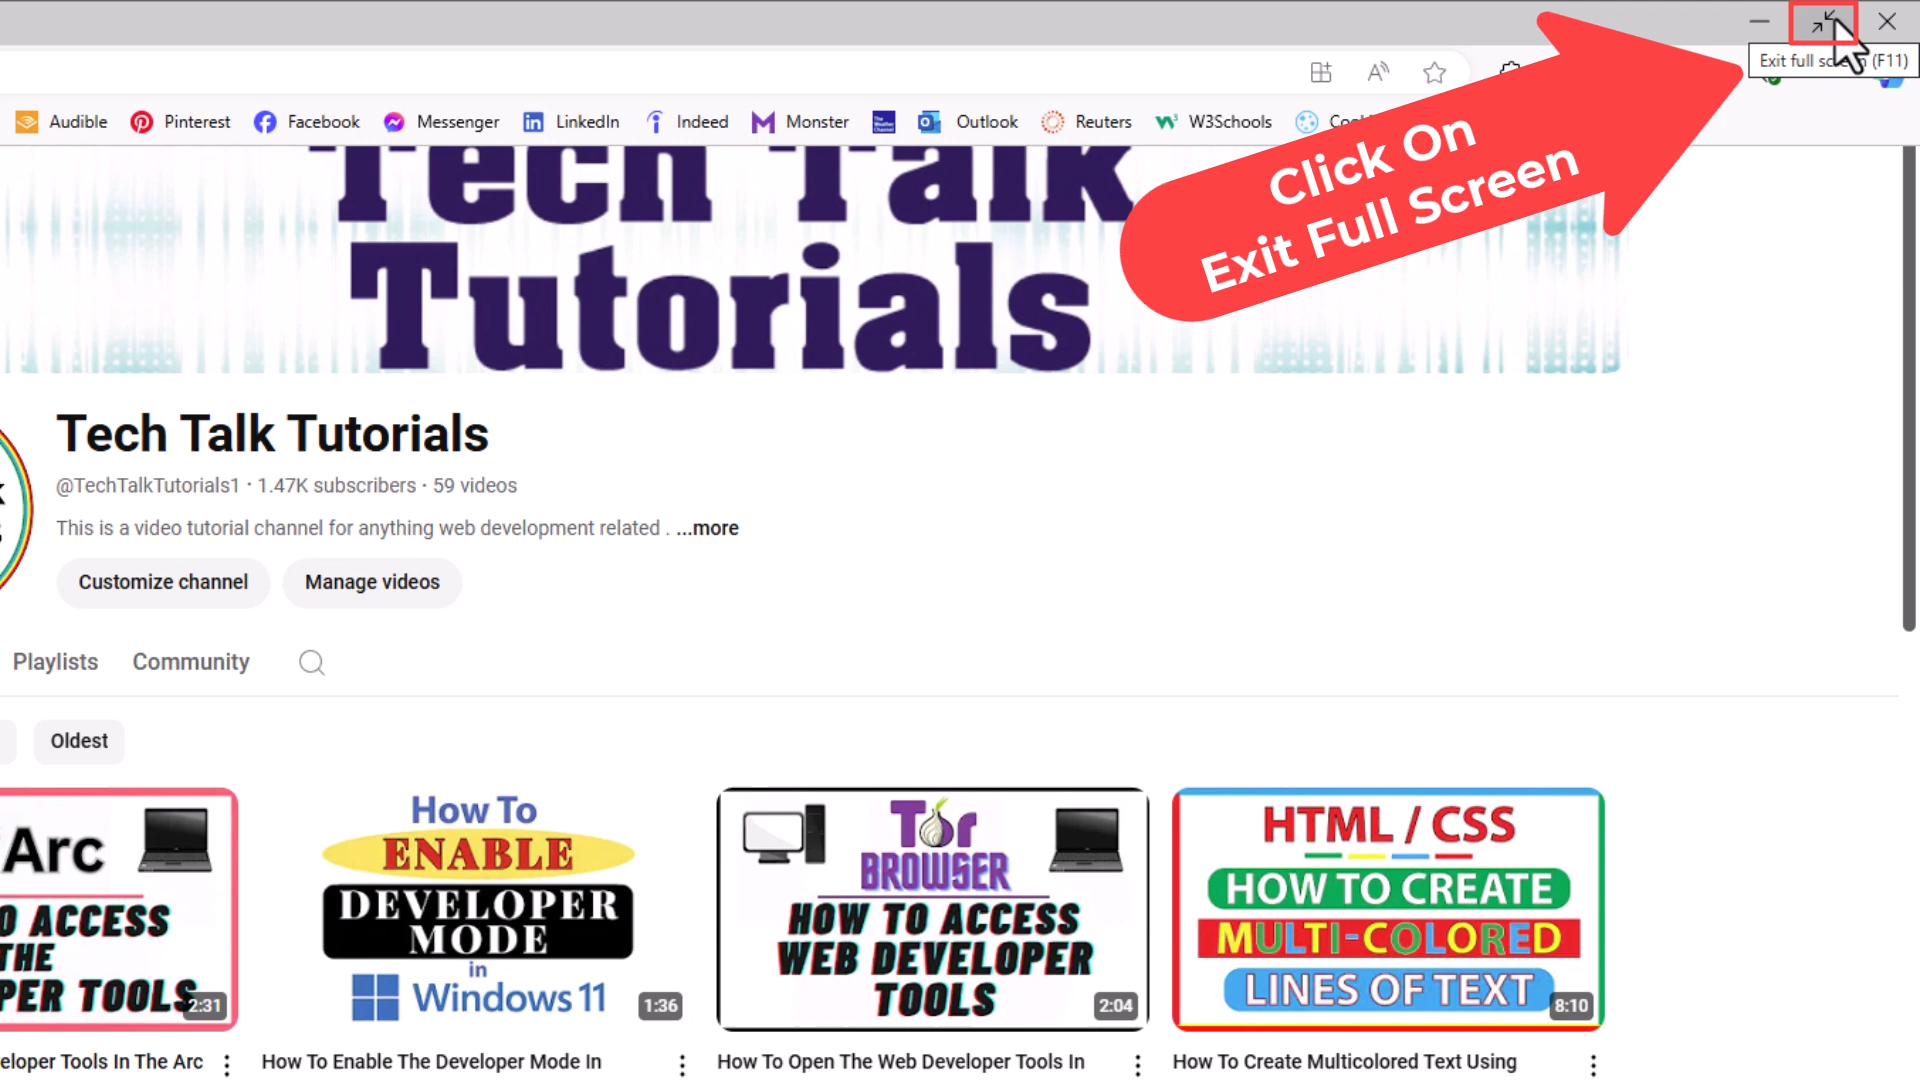 Exit full (F11)
Audible Pinterest Facebook Messenger LinkedIn Indeed Monster Outlook Reuters W3Schools
Click On
Exit Full Screen
Tech Talk
Tutorials
Tech Talk Tutorials
@TechTalkTutorials1 · 1.47K subscribers · 59 videos
This is a video tutorial channel for anything web development related . ...more
Customize channel Manage videos
Playlists Community
Oldest
Arc
O ACCESS
THE
PER TOOLS
2:31
How To
ENABLE
DEVELOPER
MODE
in
Windows 11
1:36
Tor
BROWSER
HOW TO ACCESS
WEB DEVELOPER
TOOLS
2:04
HTML / CSS
HOW TO CREATE
MULTI-COLORED
LINES OF TEXT
8:10
eloper Tools In The Arc
How To Enable The Developer Mode In
How To Open The Web Developer Tools In
How To Create Multicolored Text Using